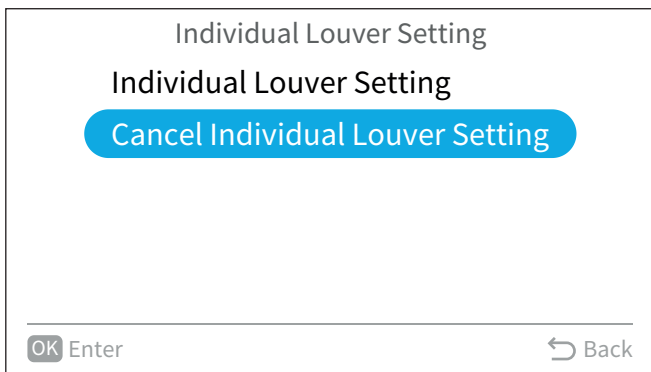 Individual Louver Setting
Individual Louver Setting
Cancel Individual Louver Setting
OK Enter Back